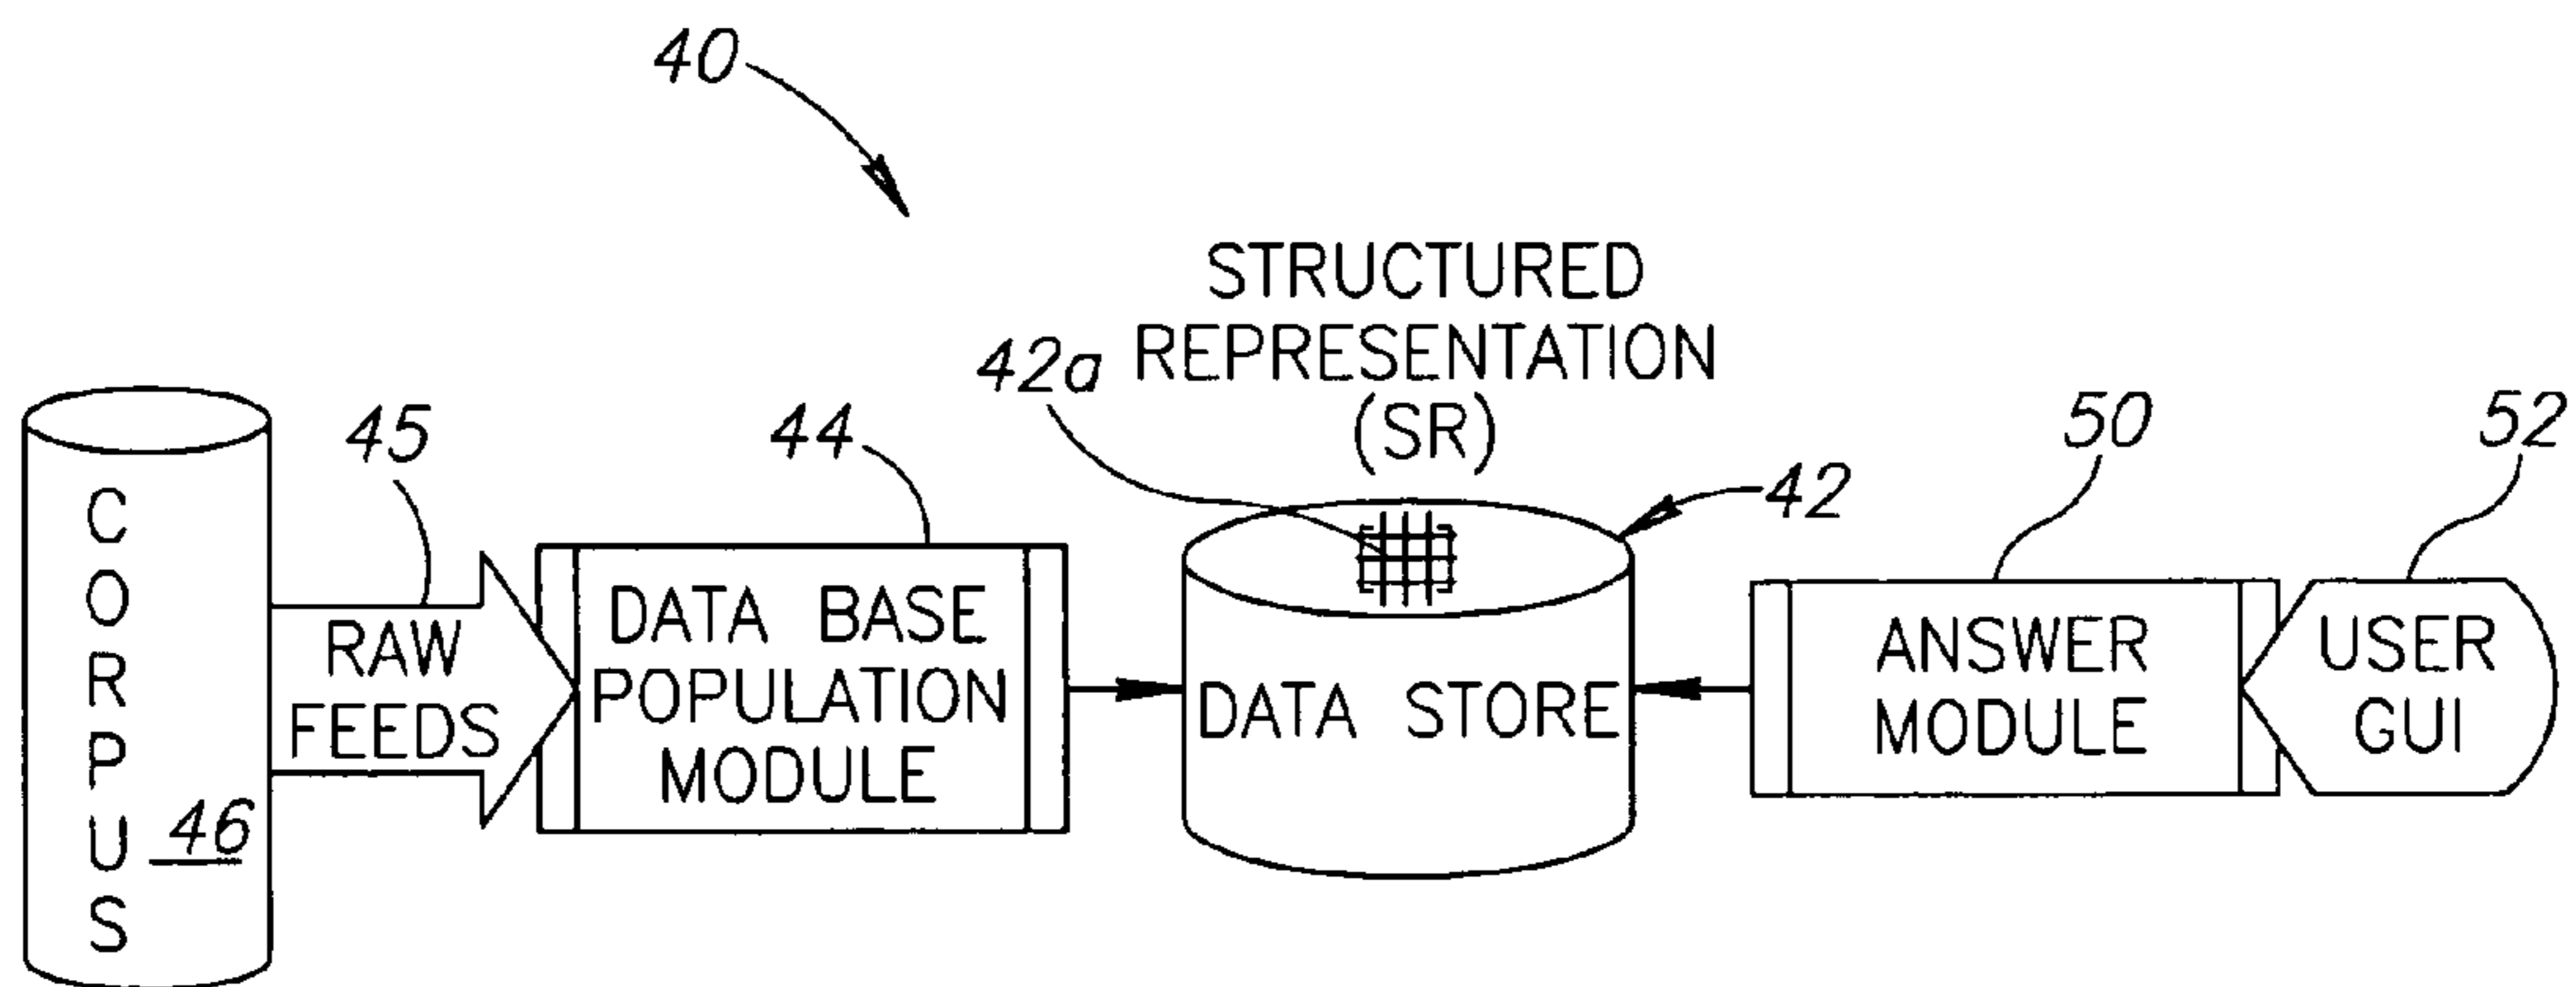 40
STRUCTURED
REPRESENTATION
(SR)
42a
45
44
42
50
52
CORPUS
46
RAW
FEEDS
DATA BASE
POPULATION
MODULE
DATA STORE
ANSWER
MODULE
USER
GUI